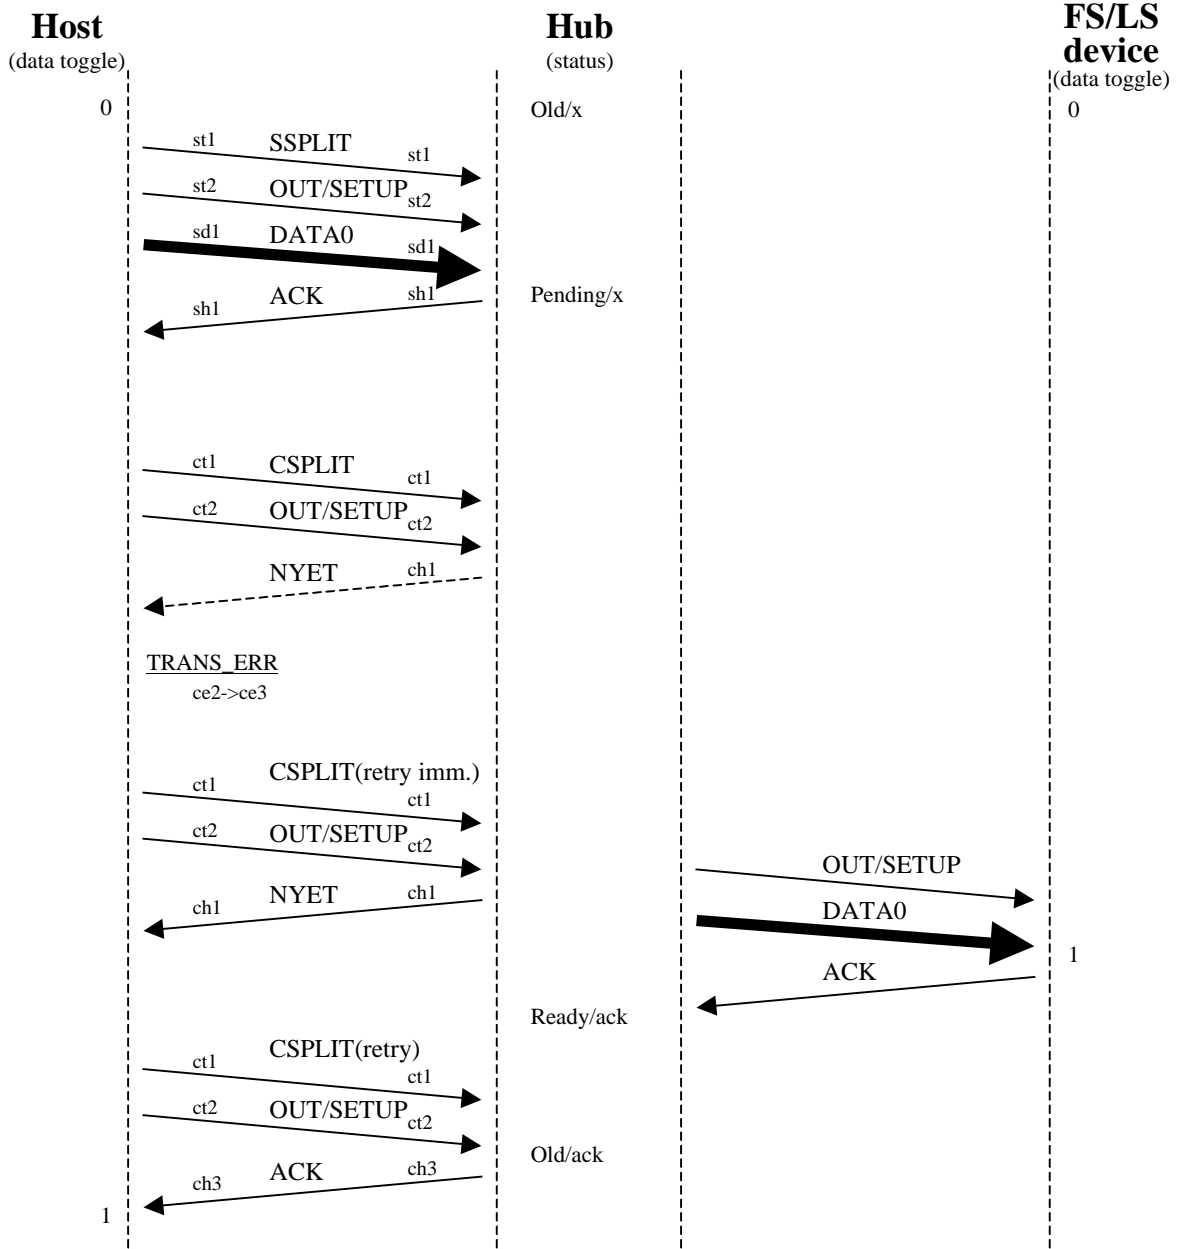 Host
(data toggle)
Hub
(status)
FS/LS
device
(data toggle)
0
Old/x
0
st1 SSPLIT st1
st2 OUT/SETUP st2
sd1 DATA0 sd1
sh1 ACK sh1
Pending/x
ct1 CSPLIT ct1
ct2 OUT/SETUP ct2
NYET ch1
TRANS_ERR
ce2->ce3
ct1 CSPLIT(retry imm.) ct1
ct2 OUT/SETUP ct2
OUT/SETUP
ch1 NYET ch1
DATA0
1
ACK
Ready/ack
ct1 CSPLIT(retry) ct1
ct2 OUT/SETUP ct2
Old/ack
ch3 ACK ch3
1